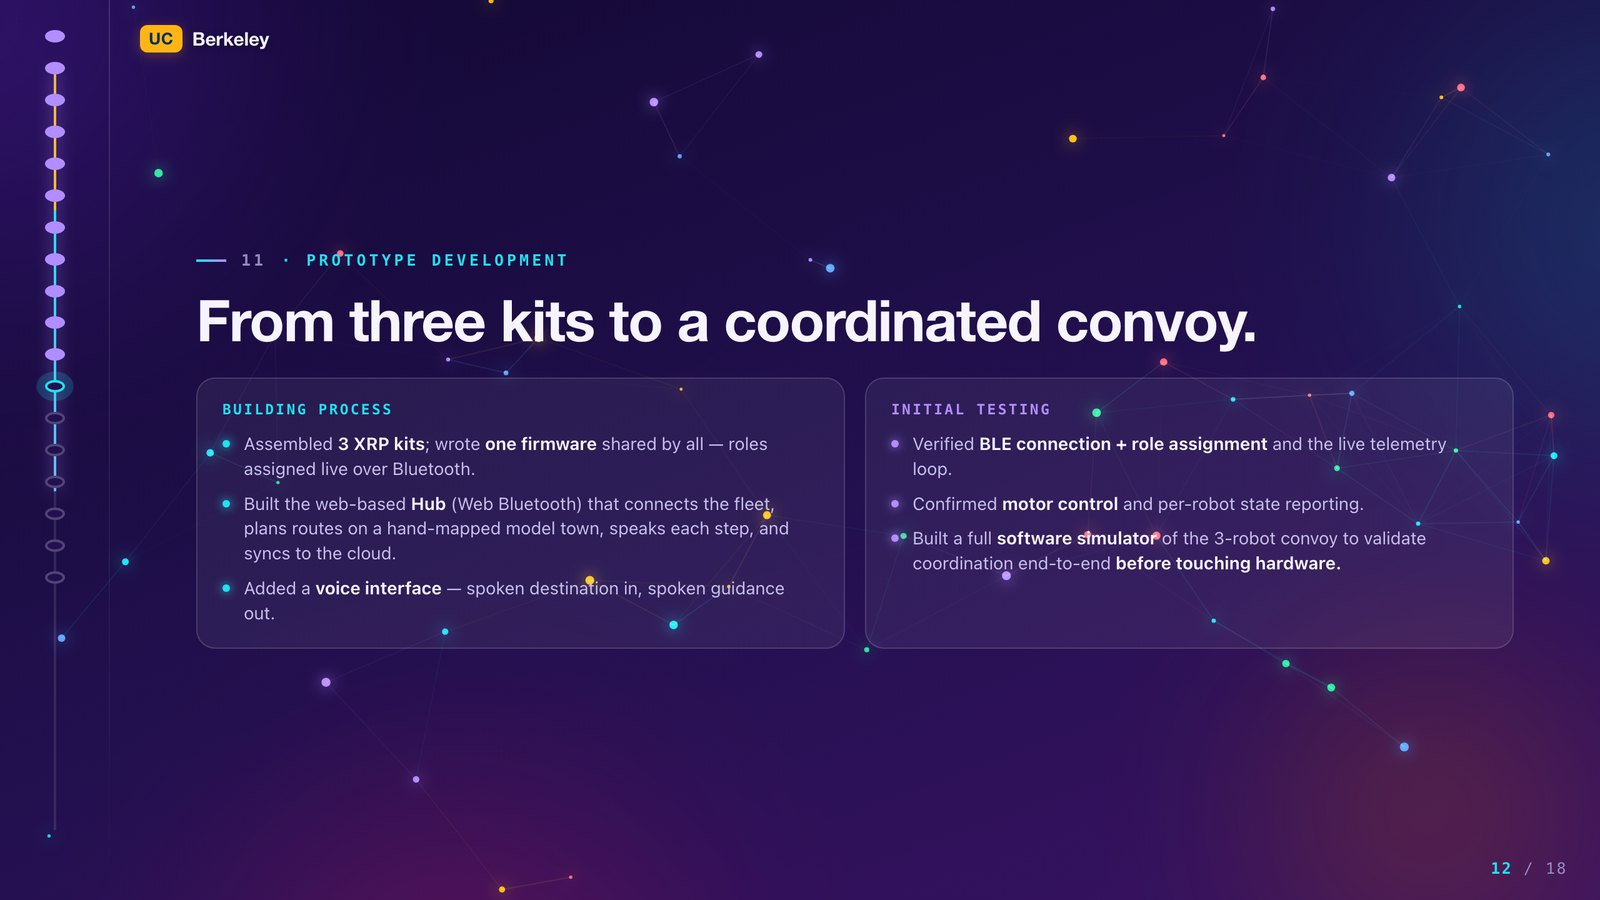 UC Berkeley
11 · PROTOTYPE DEVELOPMENT
From three kits to a coordinated convoy.
BUILDING PROCESS
Assembled 3 XRP kits; wrote one firmware shared by all — roles
assigned live over Bluetooth.
Built the web-based Hub (Web Bluetooth) that connects the fleet,
plans routes on a hand-mapped model town, speaks each step, and
syncs to the cloud.
Added a voice interface — spoken destination in, spoken guidance
out.
INITIAL TESTING
Verified BLE connection + role assignment and the live telemetry
loop.
Confirmed motor control and per-robot state reporting.
Built a full software simulator of the 3-robot convoy to validate
coordination end-to-end before touching hardware.
12 / 18